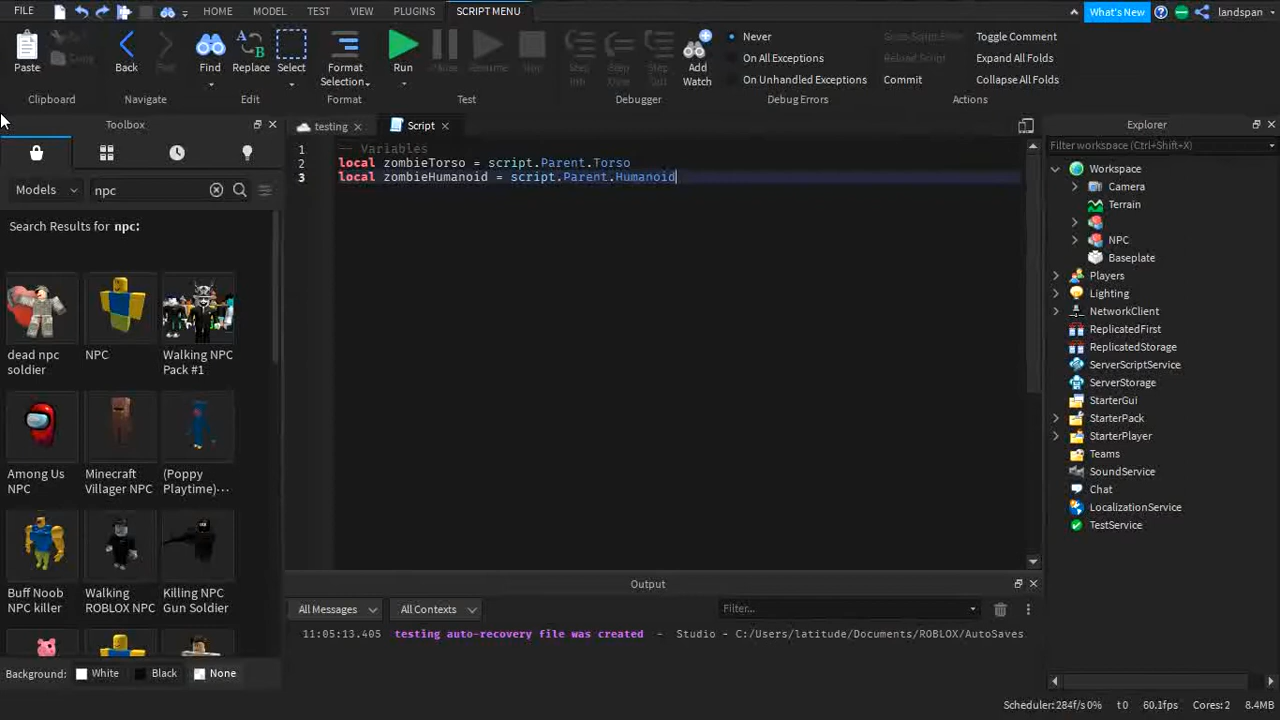 FILE HOME MODEL TEST VIEW PLUGINS SCRIPT MENU What's New landspan
Paste
Back
Find Replace Select
Format Selection
Run
Add Watch
Never
On All Exceptions
On Unhandled Exceptions
Commit
Toggle Comment
Expand All Folds
Collapse All Folds
Clipboard Navigate Edit Format Test Debugger Debug Errors Actions
Toolbox
Models npc
Search Results for npc:
dead npc soldier
NPC
Walking NPC Pack #1
Among Us NPC
Minecraft Villager NPC
(Poppy Playtime)...
Buff Noob NPC killer
Walking ROBLOX NPC
Killing NPC Gun Soldier
Background: White Black None
testing Script
1 -- Variables
2 local zombieTorso = script.Parent.Torso
3 local zombieHumanoid = script.Parent.Humanoid
Output
All Messages All Contexts Filter...
11:05:13.405 testing auto-recovery file was created - Studio - C:/Users/latitude/Documents/ROBLOX/AutoSaves
Explorer
Filter workspace (Ctrl+Shift+X)
Workspace
Camera
Terrain
NPC
Baseplate
Players
Lighting
NetworkClient
ReplicatedFirst
ReplicatedStorage
ServerScriptService
ServerStorage
StarterGui
StarterPack
StarterPlayer
Teams
SoundService
Chat
LocalizationService
TestService
Scheduler:284f/s0% t0 60.1fps Cores: 2 8.4MB